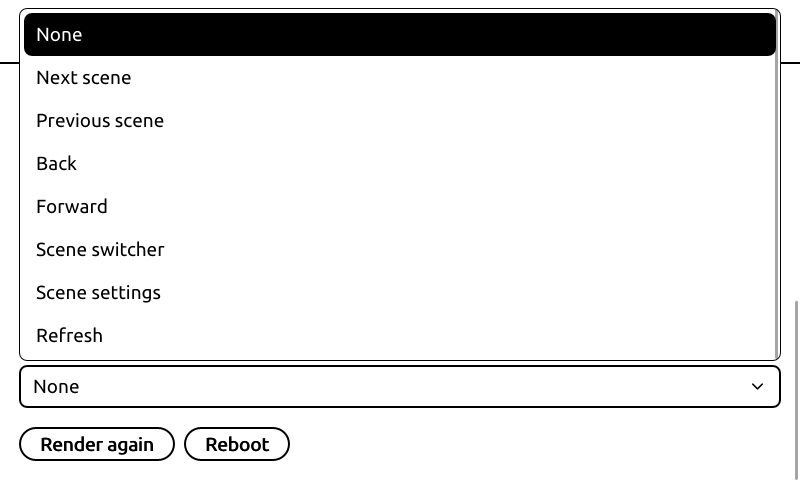 None
Next scene
Previous scene
Back
Forward
Scene switcher
Scene settings
Refresh
None
Render again Reboot